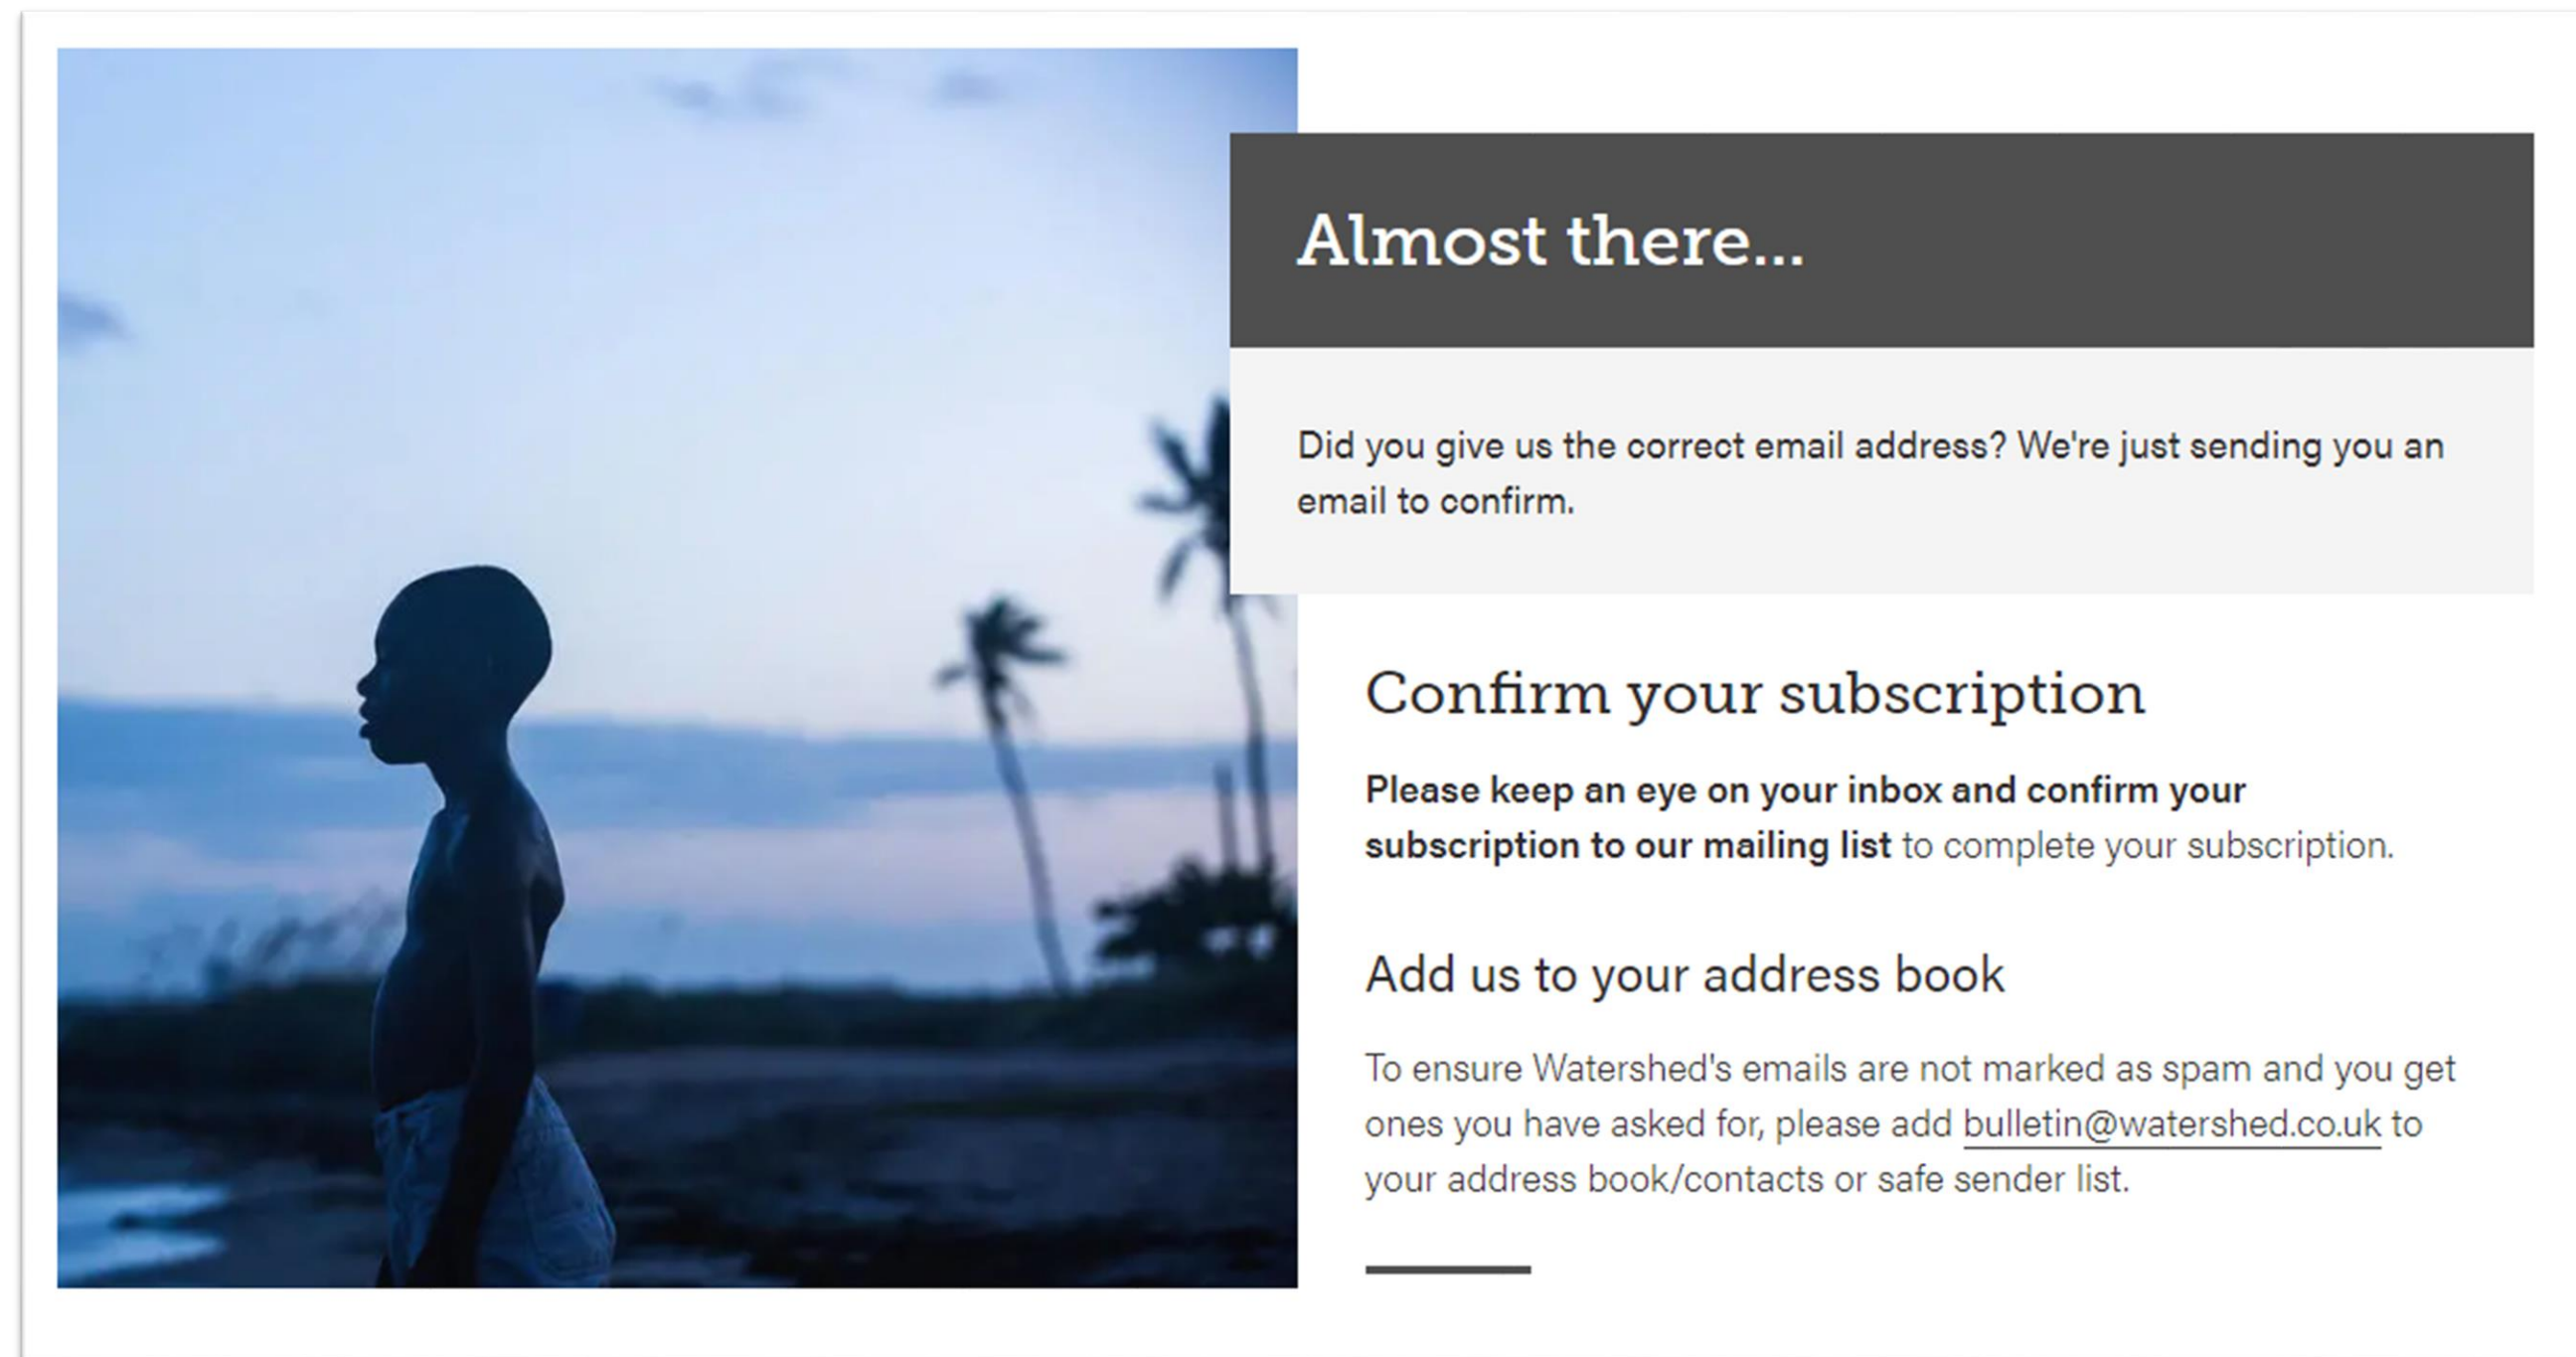 Almost there...
Did you give us the correct email address? We're just sending you an
email to confirm.
Confirm your subscription
Please keep an eye on your inbox and confirm your
subscription to our mailing list to complete your subscription.
Add us to your address book
To ensure Watershed's emails are not marked as spam and you get
ones you have asked for, please add bulletin@watershed.co.uk to
your address book/contacts or safe sender list.